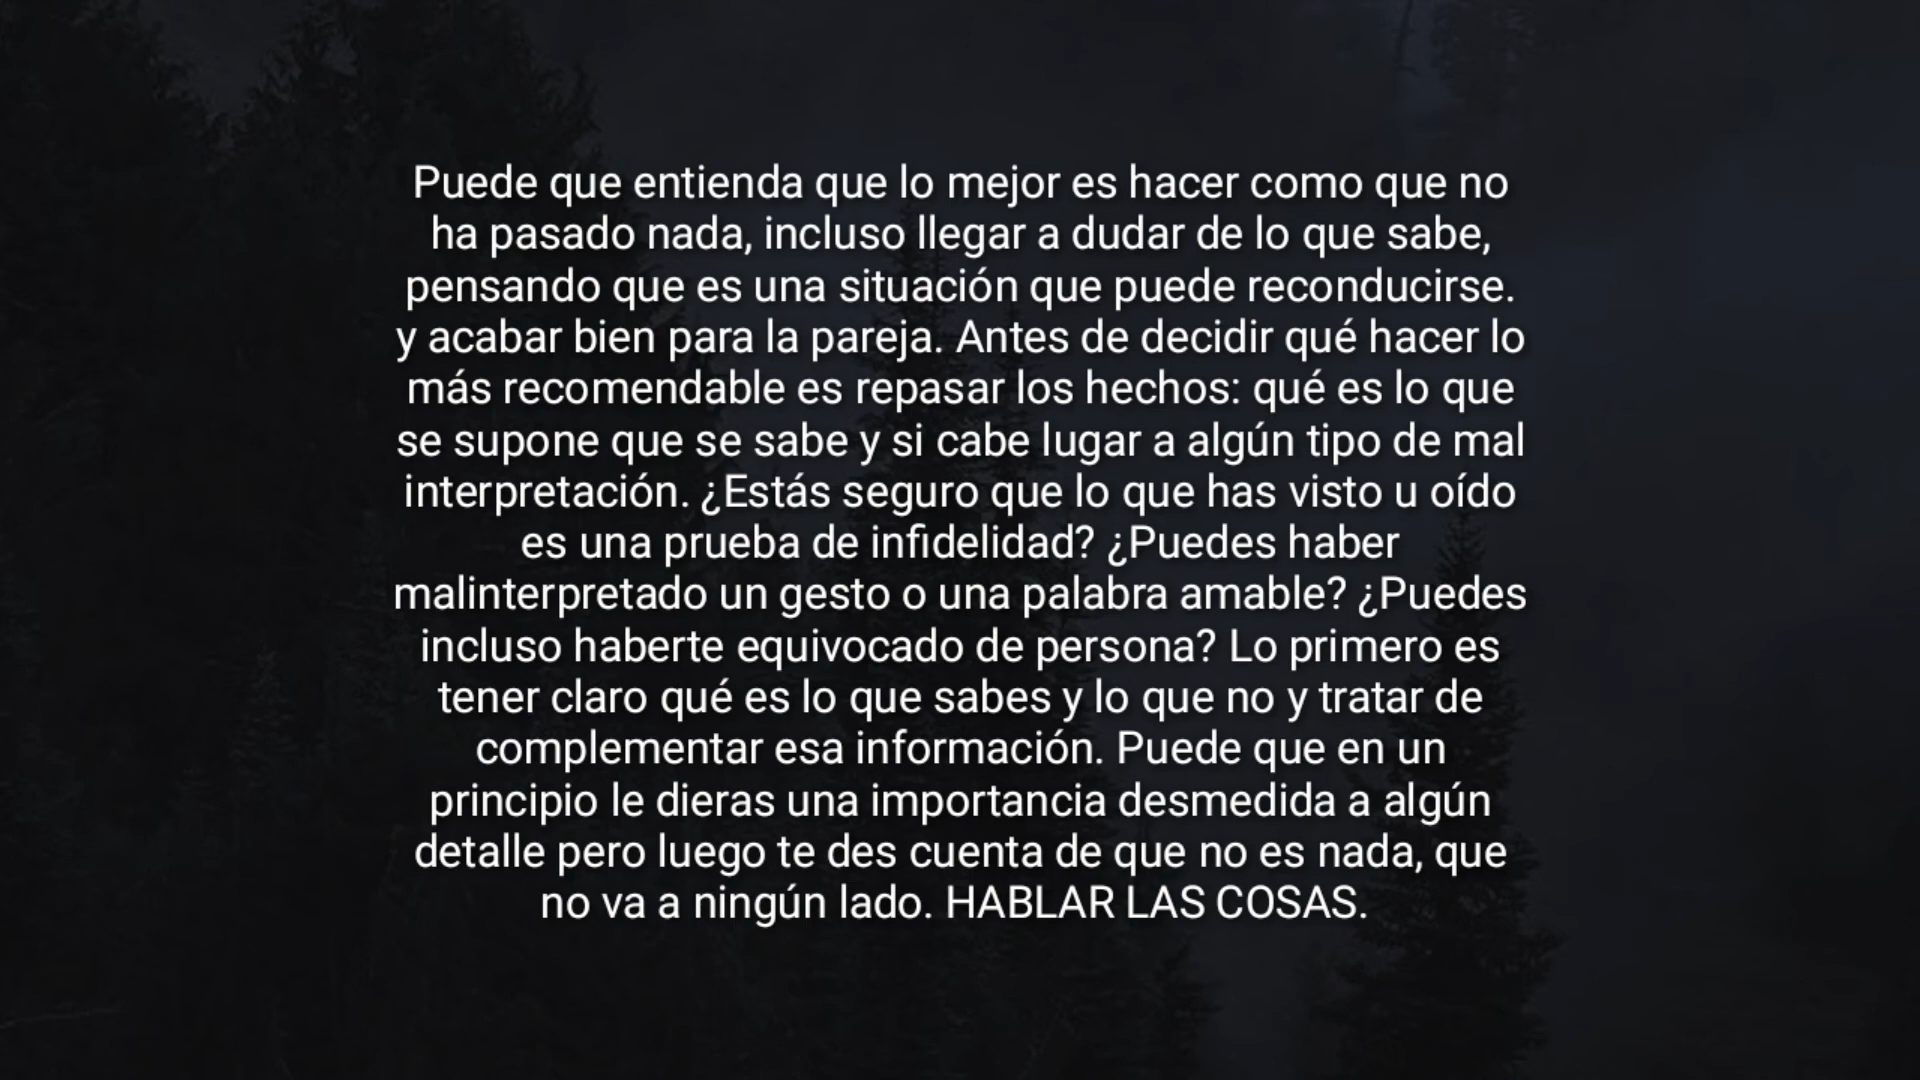 Puede que entienda que lo mejor es hacer como que no
ha pasado nada, incluso llegar a dudar de lo que sabe,
pensando que es una situación que puede reconducirse.
y acabar bien para la pareja. Antes de decidir qué hacer lo
más recomendable es repasar los hechos: qué es lo que
se supone que se sabe y si cabe lugar a algún tipo de mal
interpretación. ¿Estás seguro que lo que has visto u oído
es una prueba de infidelidad? ¿Puedes haber
malinterpretado un gesto o una palabra amable? ¿Puedes
incluso haberte equivocado de persona? Lo primero es
tener claro qué es lo que sabes y lo que no y tratar de
complementar esa información. Puede que en un
principio le dieras una importancia desmedida a algún
detalle pero luego te des cuenta de que no es nada, que
no va a ningún lado. HABLAR LAS COSAS.